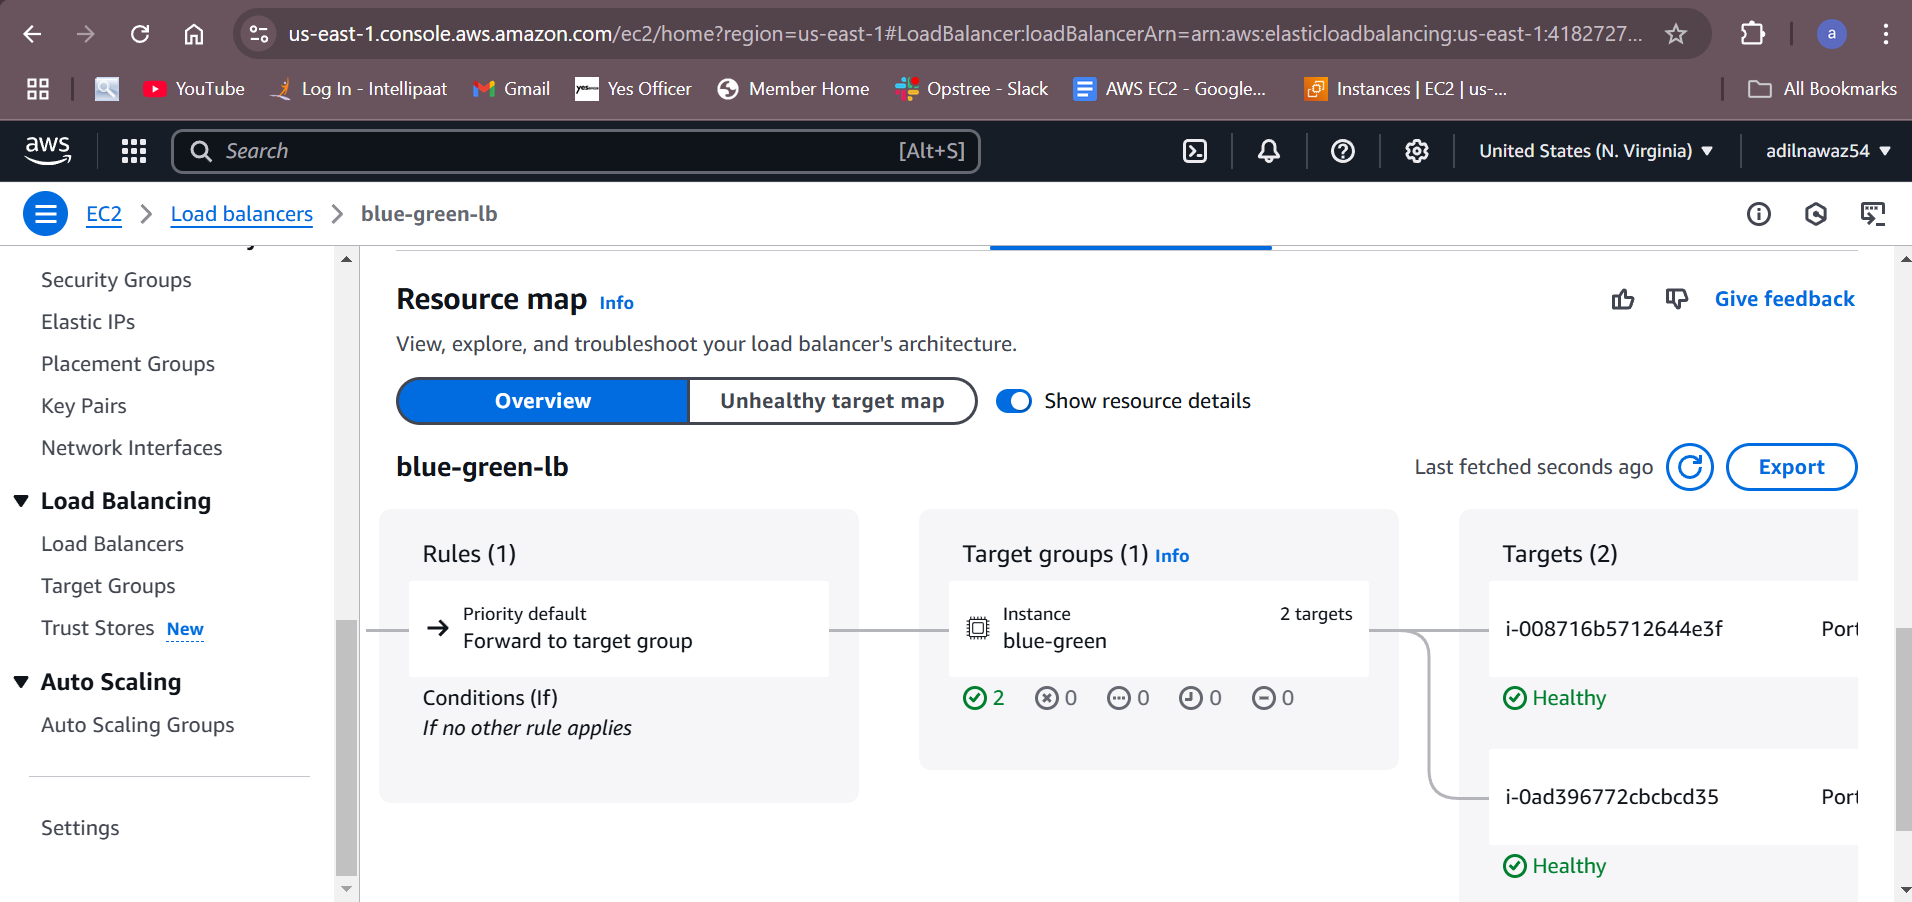 us-east-1.console.aws.amazon.com/ec2/home?region=us-east-1#LoadBalancer:loadBalancerArn=arn:aws:elasticloadbalancing:us-east-1:4182727...
a
YouTube
Log In - Intellipaat
Gmail
Yes Officer
Member Home
Opstree - Slack
AWS EC2 - Google...
Instances | EC2 | us-...
All Bookmarks
aws
Search
[Alt+S]
United States (N. Virginia)
adilnawaz54
EC2
Load balancers
blue-green-lb
Security Groups
Elastic IPs
Placement Groups
Key Pairs
Network Interfaces
Load Balancing
Load Balancers
Target Groups
Trust Stores New
Auto Scaling
Auto Scaling Groups
Settings
Resource map Info
Give feedback
View, explore, and troubleshoot your load balancer's architecture.
Overview
Unhealthy target map
Show resource details
blue-green-lb
Last fetched seconds ago
Export
Rules (1)
Priority default
Forward to target group
Conditions (If)
If no other rule applies
Target groups (1) Info
Instance
2 targets
blue-green
2 0 0 0 0
Targets (2)
i-008716b5712644e3f
Port
Healthy
i-0ad396772cbcbcd35
Port
Healthy